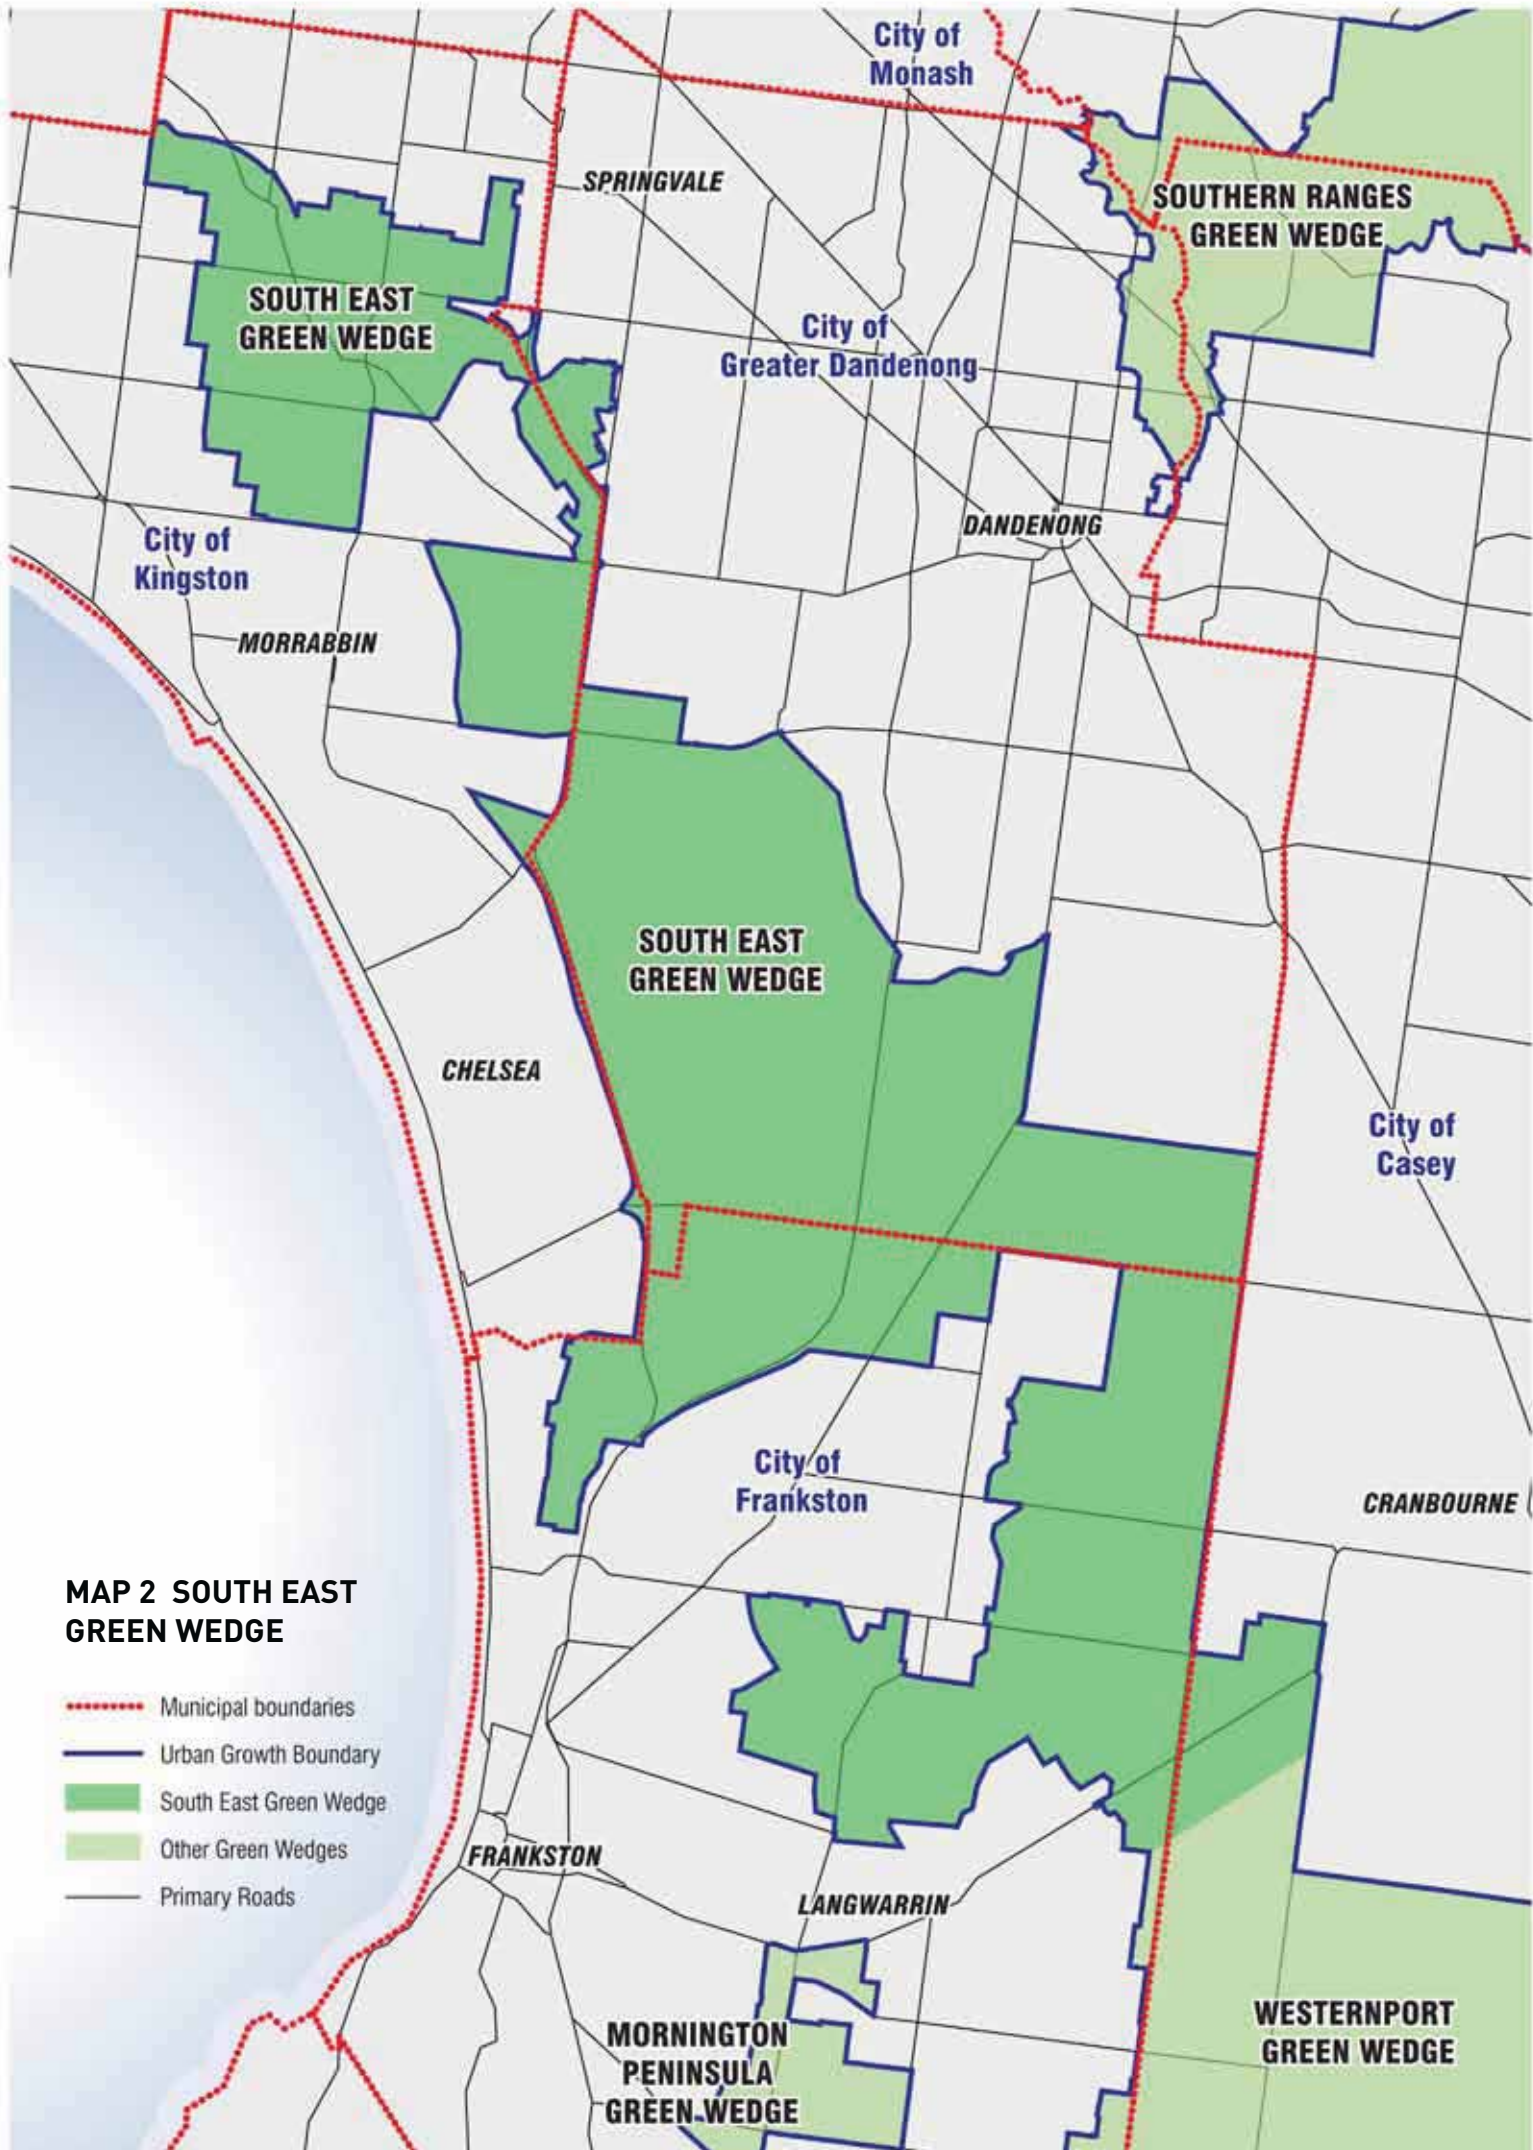 City of
Monash
SPRINGVALE
SOUTHERN RANGES
GREEN WEDGE
SOUTH EAST
GREEN WEDGE
City of
Greater Dandenong
DANDENONG
City of
Kingston
MORRABBIN
SOUTH EAST
GREEN WEDGE
CHELSEA
City of
Casey
City of
Frankston
CRANBOURNE
MAP 2 SOUTH EAST
GREEN WEDGE
Municipal boundaries
Urban Growth Boundary
South East Green Wedge
Other Green Wedges
Primary Roads
FRANKSTON
LANGWARRIN
MORNINGTON
PENINSULA
GREEN WEDGE
WESTERNPORT
GREEN WEDGE